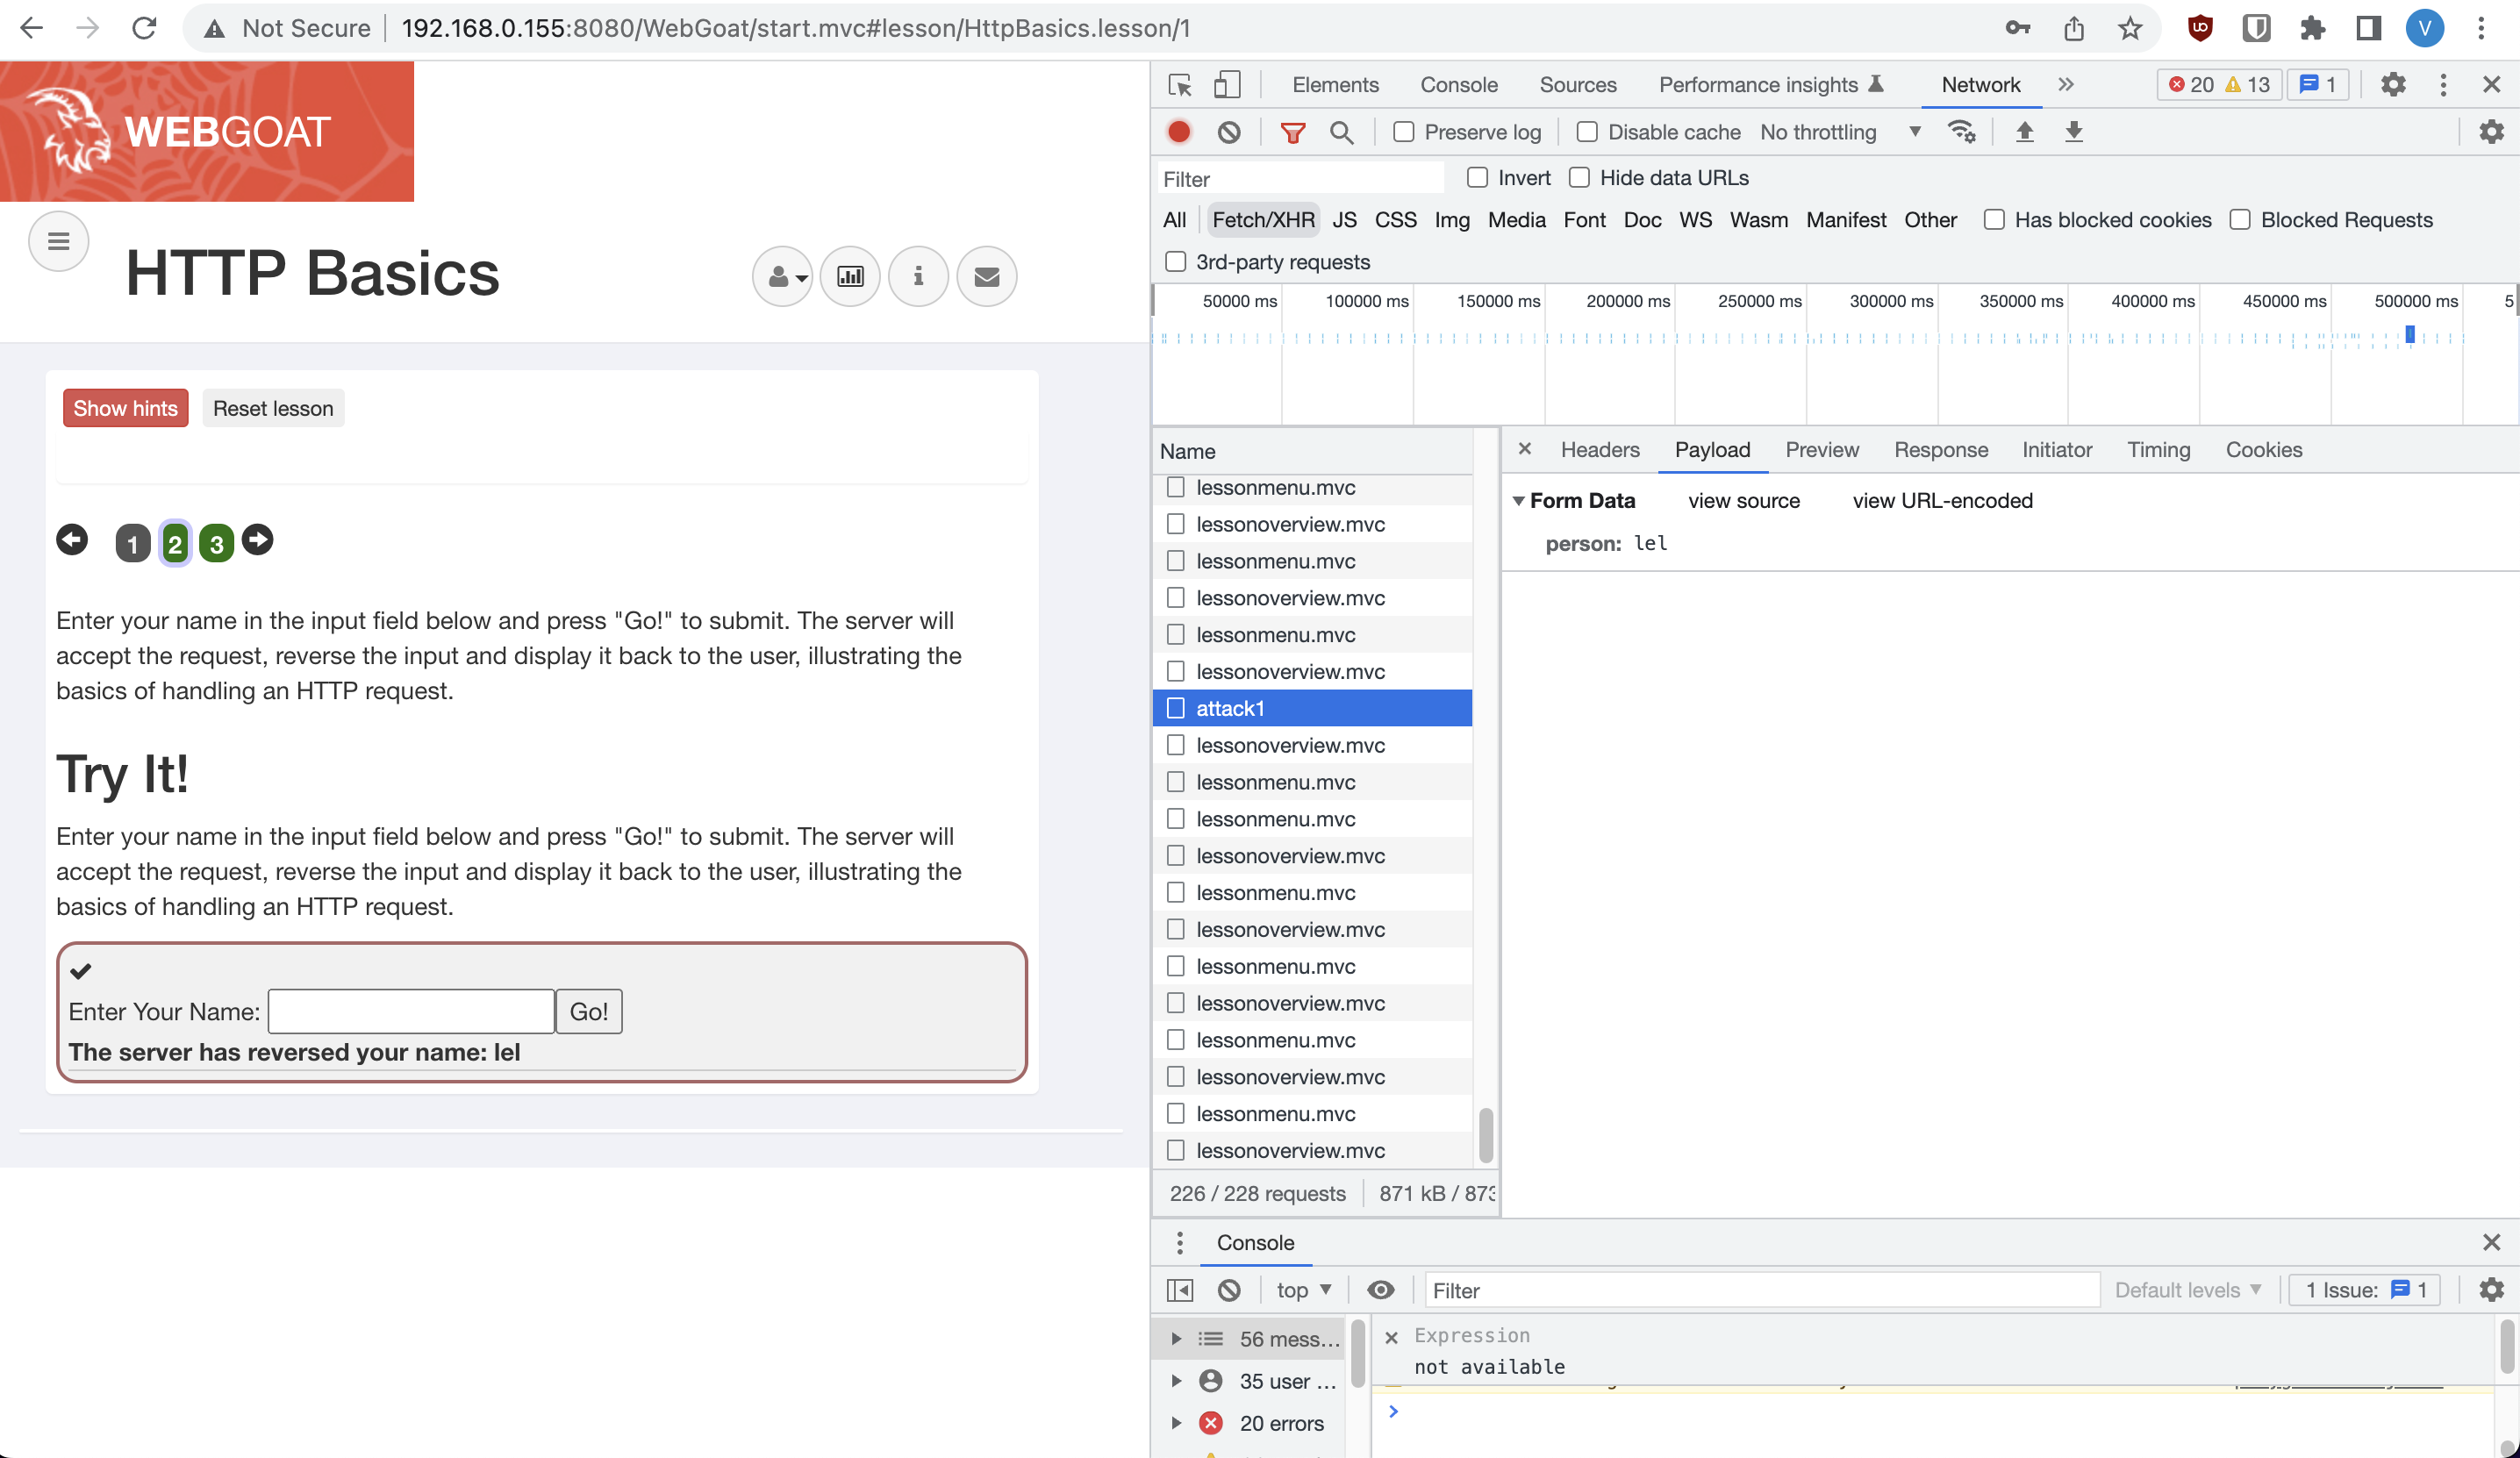 Not Secure 192.168.0.155:8080/WebGoat/start.mvc#lesson/HttpBasics.lesson/1
V
WEBGOAT
HTTP Basics
Show hints Reset lesson
1 2 3
Enter your name in the input field below and press "Go!" to submit. The server will
accept the request, reverse the input and display it back to the user, illustrating the
basics of handling an HTTP request.
Try It!
Enter your name in the input field below and press "Go!" to submit. The server will
accept the request, reverse the input and display it back to the user, illustrating the
basics of handling an HTTP request.
Enter Your Name: Go!
The server has reversed your name: lel
Elements Console Sources Performance insights Network 20 13 1
Preserve log Disable cache No throttling
Filter Invert Hide data URLs
All Fetch/XHR JS CSS Img Media Font Doc WS Wasm Manifest Other Has blocked cookies Blocked Requests
3rd-party requests
50000 ms 100000 ms 150000 ms 200000 ms 250000 ms 300000 ms 350000 ms 400000 ms 450000 ms 500000 ms 5
Name
lessonmenu.mvc
lessonoverview.mvc
lessonmenu.mvc
lessonoverview.mvc
lessonmenu.mvc
lessonoverview.mvc
attack1
lessonoverview.mvc
lessonmenu.mvc
lessonmenu.mvc
lessonoverview.mvc
lessonmenu.mvc
lessonoverview.mvc
lessonmenu.mvc
lessonoverview.mvc
lessonmenu.mvc
lessonoverview.mvc
lessonmenu.mvc
lessonoverview.mvc
226 / 228 requests 871 kB / 873
Headers Payload Preview Response Initiator Timing Cookies
Form Data view source view URL-encoded
person: lel
Console
top Filter Default levels 1 Issue: 1
56 mess...
35 user ...
20 errors
Expression
not available